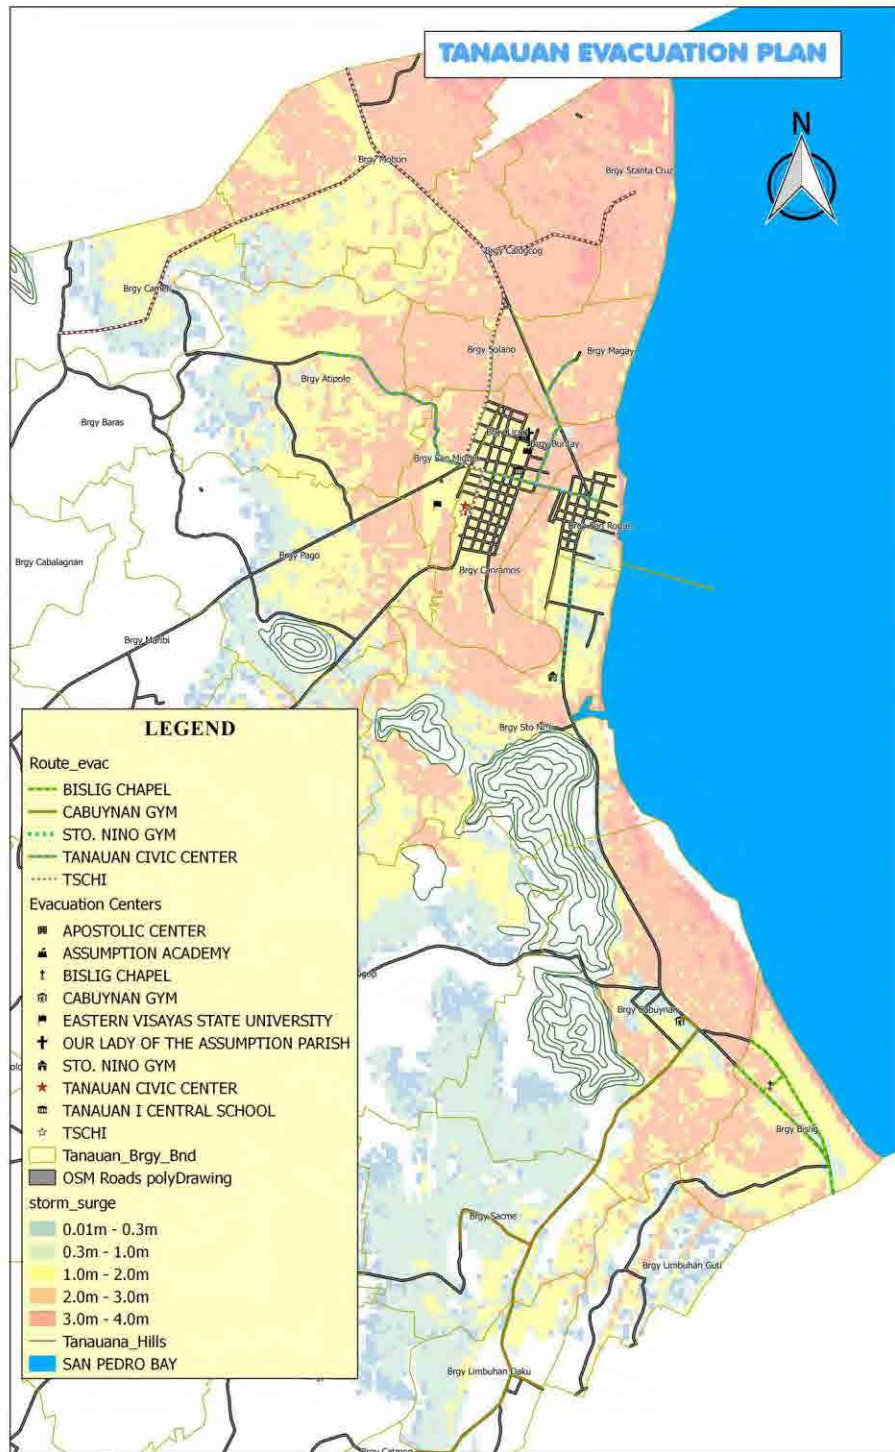 TANAUAN EVACUATION PLAN
N
Brgy Mohon
Brgy Stanta Cruz
Brgy Calogcog
Brgy Camei
Brgy Solano
Brgy Magay
Brgy Atipolo
Brgy Baras
Brgy Buntay
Brgy San Miguel
Brgy San Roque
Brgy Pago
Brgy Cabalagnan
Brgy Canramos
Brgy Maribi
Brgy Sto Nino
LEGEND
Route_evac
BISLIG CHAPEL
CABUYNAN GYM
STO. NINO GYM
TANAUAN CIVIC CENTER
TSCHI
Evacuation Centers
APOSTOLIC CENTER
ASSUMPTION ACADEMY
BISLIG CHAPEL
CABUYNAN GYM
EASTERN VISAYAS STATE UNIVERSITY
OUR LADY OF THE ASSUMPTION PARISH
STO. NINO GYM
TANAUAN CIVIC CENTER
TANAUAN I CENTRAL SCHOOL
TSCHI
Tanauan_Brgy_Bnd
OSM Roads polyDrawing
storm_surge
0.01m - 0.3m
0.3m - 1.0m
1.0m - 2.0m
2.0m - 3.0m
3.0m - 4.0m
Tanauana_Hills
SAN PEDRO BAY
Brgy Cabuynan
Brgy Bislig
Brgy Sacme
Brgy Limbuhan Guti
Brgy Limbuhan Daku
Brgy Catmon